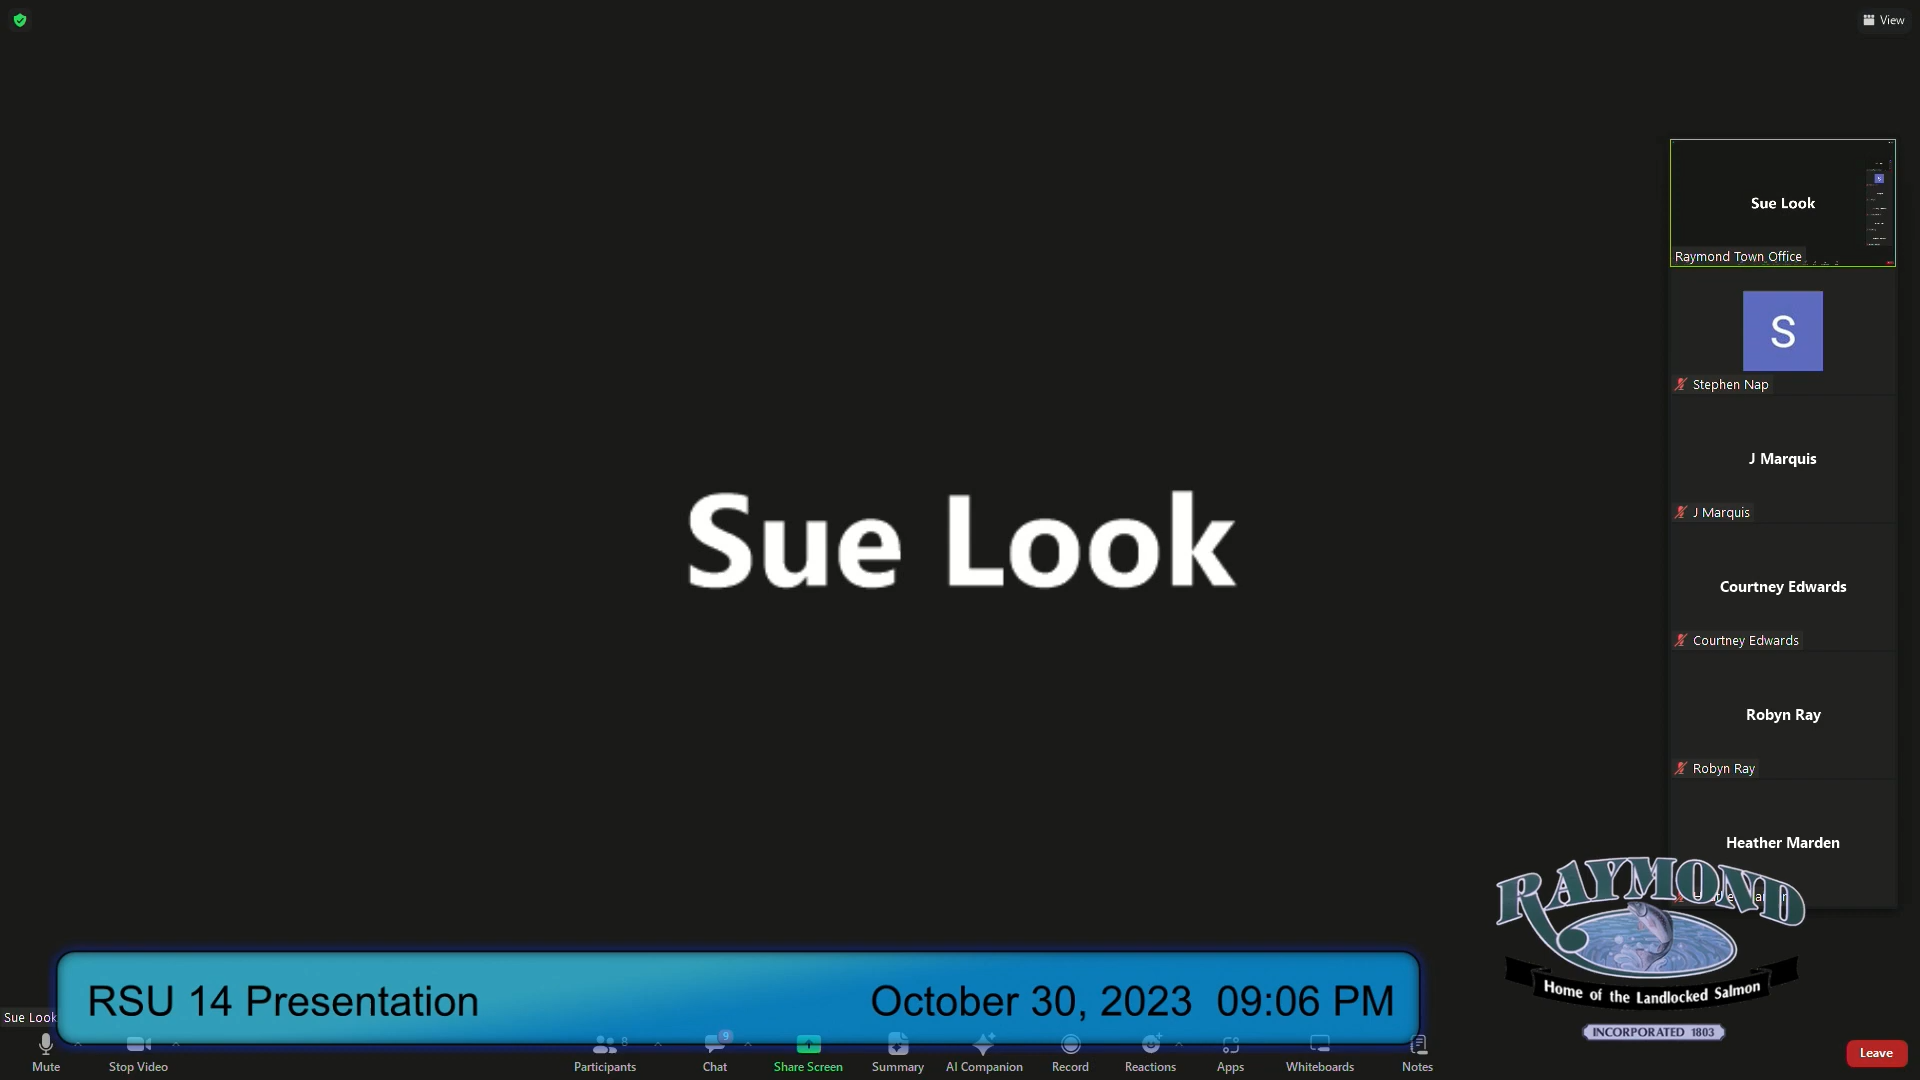 View
Sue Look
Raymond Town Office
S
Stephen Nap
J Marquis
J Marquis
Courtney Edwards
Courtney Edwards
Robyn Ray
Robyn Ray
Heather Marden
Sue Look
RAYMOND
Home of the Landlocked Salmon
INCORPORATED 1803
RSU 14 Presentation
October 30, 2023 09:06 PM
Sue Look
8
9
Mute
Stop Video
Participants
Chat
Share Screen
Summary
AI Companion
Record
Reactions
Apps
Whiteboards
Notes
Leave